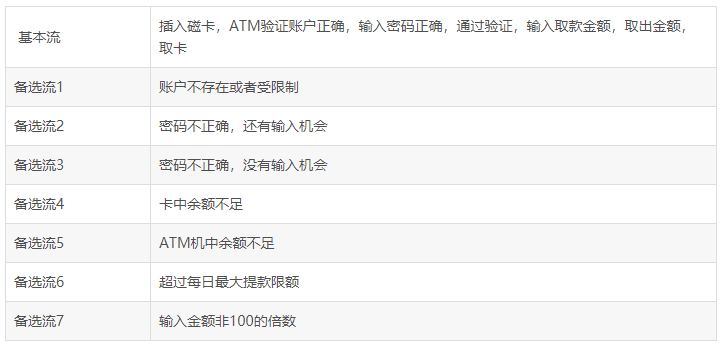 基本流
插入磁卡，ATM验证账户正确，输入密码正确，通过验证，输入取款金额，取出金额，
取卡
备选流1
账户不存在或者受限制
备选流2
密码不正确，还有输入机会
备选流3
密码不正确，没有输入机会
备选流4
卡中余额不足
备选流5
ATM机中余额不足
备选流6
超过每日最大提款限额
备选流7
输入金额非100的倍数